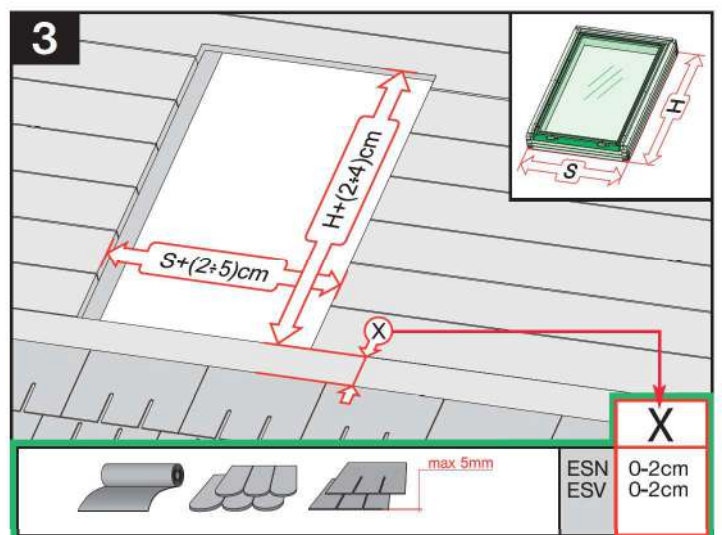 3
H
S
H+(2÷4)cm
S+(2÷5)cm
X
X
max 5mm
ESN 0-2cm
ESV 0-2cm